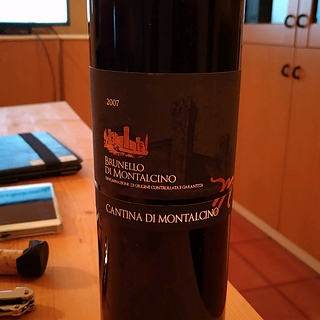 2007
BRUNELLO
DI MONTALCINO
DENOMINAZIONE DI ORIGINE CONTROLLATA E GARANTITA
CANTINA DI MONTALCINO